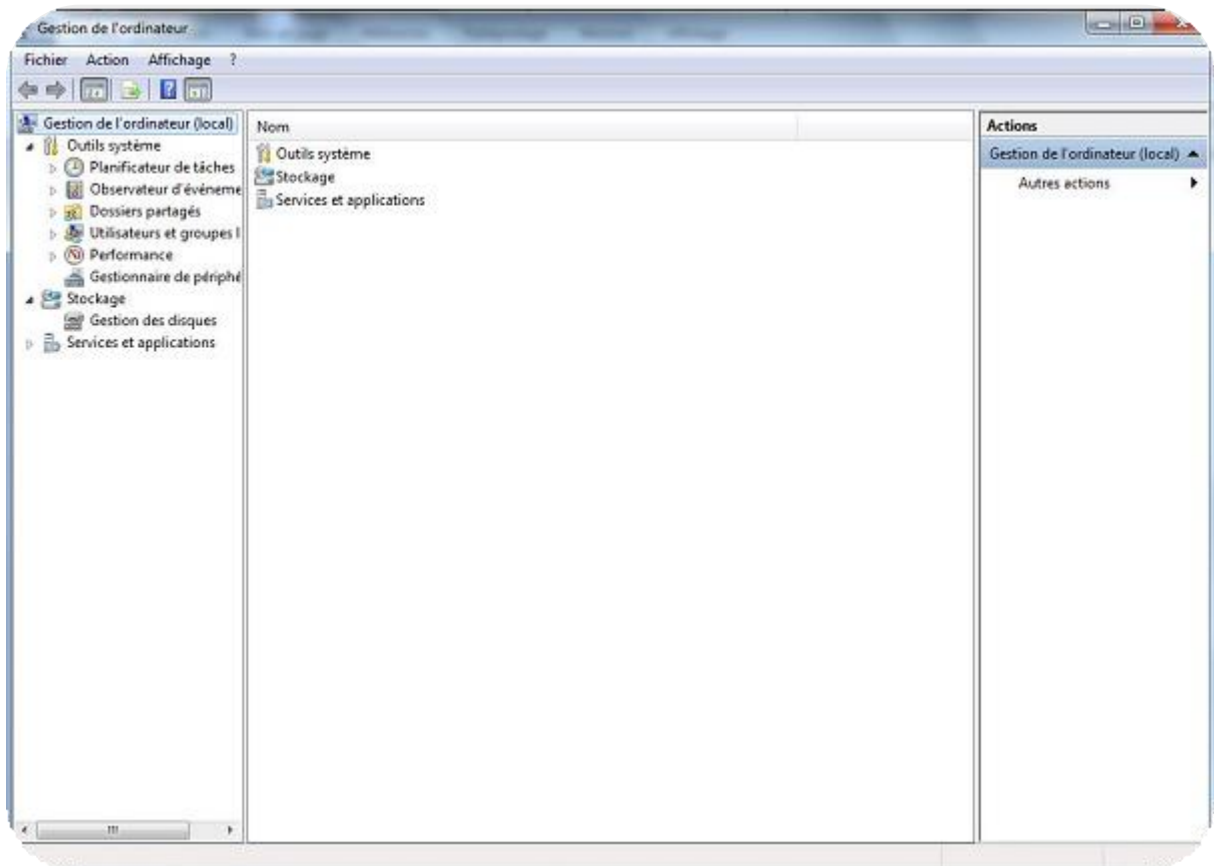 Gestion de l'ordinateur
Fichier Action Affichage ?
Gestion de l'ordinateur (local)
Outils système
Planificateur de tâches
Observateur d'événeme
Dossiers partagés
Utilisateurs et groupes l
Performance
Gestionnaire de périphé
Stockage
Gestion des disques
Services et applications
Nom
Outils système
Stockage
Services et applications
Actions
Gestion de l'ordinateur (local)
Autres actions